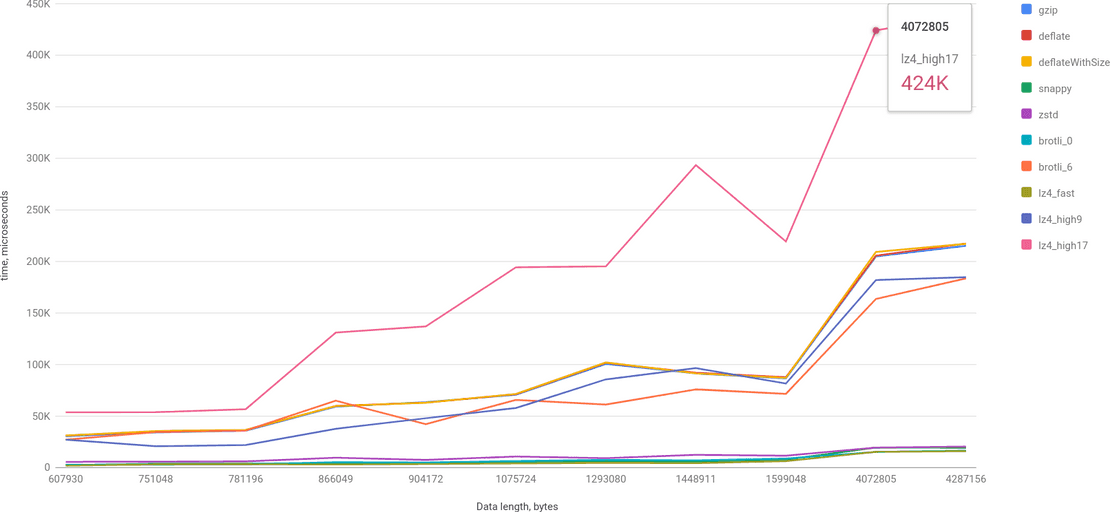 450K
400K
350K
300K
250K
200K
150K
100K
50K
0
time, microseconds
607930
751048
781196
866049
904172
1075724
1293080
1448911
1599048
4072805
4287156
Data length, bytes
4072805
lz4_high17
424K
gzip
deflate
deflateWithSize
snappy
zstd
brotli_0
brotli_6
lz4_fast
lz4_high9
lz4_high17